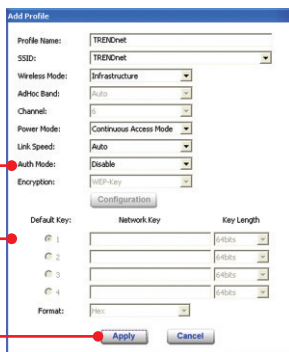 Add Profile
Profile Name: TRENDnet
SSID: TRENDnet
Wireless Mode: Infrastructure
AdHoc Band: Auto
Channel: 6
Power Mode: Continuous Access Mode
Link Speed: Auto
Auth Mode: Disable
Encryption: WEP-Key
Configuration
Default Key: Network Key Key Length
1 64bits
2 64bits
3 64bits
4 64bits
Format: Hex
Apply Cancel